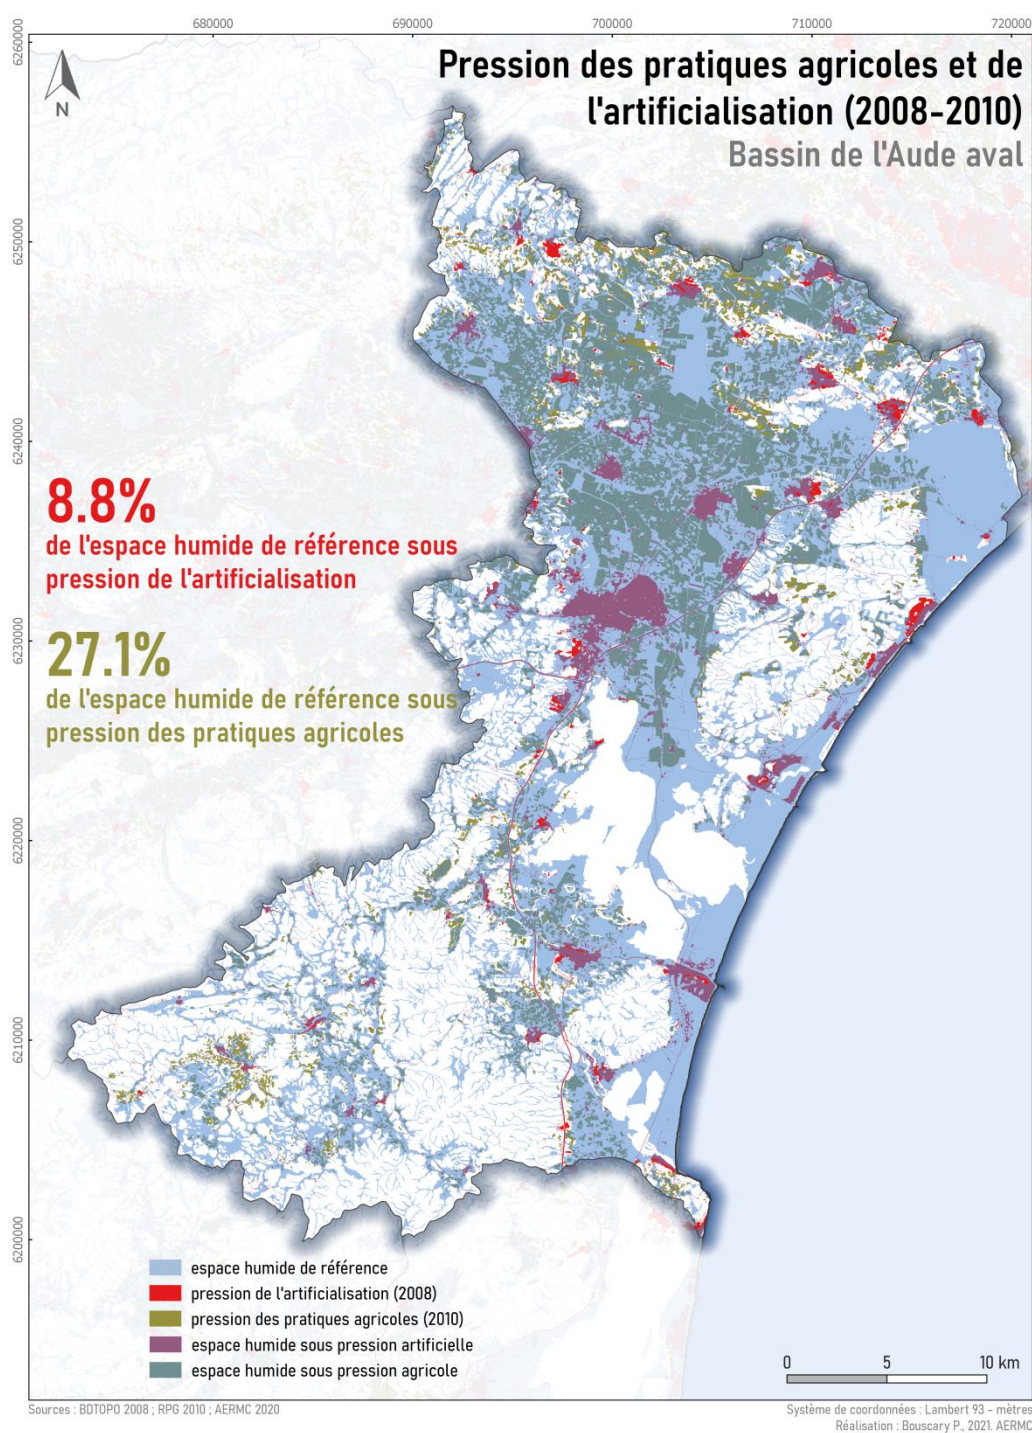 680000
690000
700000
710000
720000
6260000
6250000
6240000
6230000
6220000
6210000
6200000
N
Pression des pratiques agricoles et de
l'artificialisation (2008-2010)
Bassin de l'Aude aval
8.8%
de l'espace humide de référence sous
pression de l'artificialisation
27.1%
de l'espace humide de référence sous
pression des pratiques agricoles
espace humide de référence
pression de l'artificialisation (2008)
pression des pratiques agricoles (2010)
espace humide sous pression artificielle
espace humide sous pression agricole
0 5 10 km
Sources : BDTOPO 2008 ; RPG 2010 ; AERMC 2020
Système de coordonnées : Lambert 93 - mètres
Réalisation : Bouscary P., 2021. AERMC